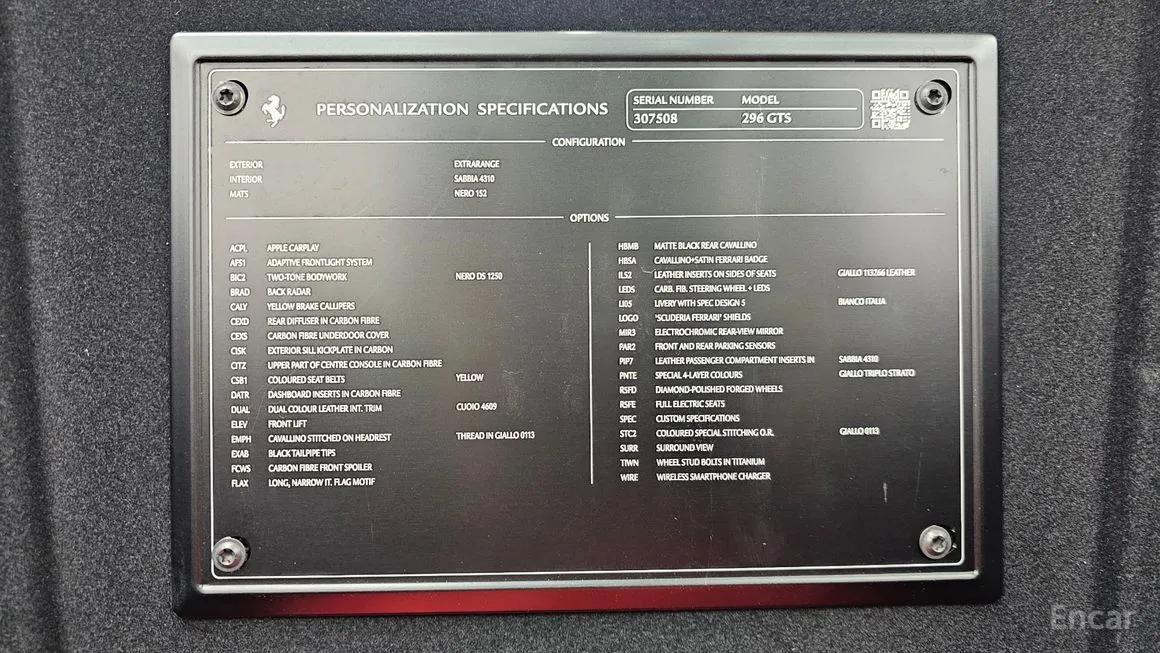 PERSONALIZATION SPECIFICATIONS
SERIAL NUMBER MODEL
307508 296 GTS
CONFIGURATION
EXTERIOR EXTRARANGE
INTERIOR SABBIA 4310
MATS NERO 152
OPTIONS
ACPL APPLE CARPLAY
AFS1 ADAPTIVE FRONTLIGHT SYSTEM
BIC2 TWO-TONE BODYWORK NERO DS 1250
BRAD BACK RADAR
CALY YELLOW BRAKE CALLIPERS
CEXD REAR DIFFUSER IN CARBON FIBRE
CEXS CARBON FIBRE UNDERDOOR COVER
CISK EXTERIOR SILL KICKPLATE IN CARBON
CITZ UPPER PART OF CENTRE CONSOLE IN CARBON FIBRE
CSB1 COLOURED SEAT BELTS YELLOW
DATR DASHBOARD INSERTS IN CARBON FIBRE
DUAL DUAL COLOUR LEATHER INT. TRIM CUOIO 4609
ELEV FRONT LIFT
EMPH CAVALLINO STITCHED ON HEADREST THREAD IN GIALLO 0113
EXAB BLACK TAILPIPE TIPS
FCWS CARBON FIBRE FRONT SPOILER
FLAX LONG, NARROW IT. FLAG MOTIF
HBMB MATTE BLACK REAR CAVALLINO
HBSA CAVALLINO+SATIN FERRARI BADGE
ILS2 LEATHER INSERTS ON SIDES OF SEATS GIALLO 113266 LEATHER
LEDS CARB. FIB. STEERING WHEEL + LEDS
LI05 LIVERY WITH SPEC DESIGN 5 BIANCO ITALIA
LOGO "SCUDERIA FERRARI" SHIELDS
MIR3 ELECTROCHROMIC REAR-VIEW MIRROR
PAR2 FRONT AND REAR PARKING SENSORS
PIP7 LEATHER PASSENGER COMPARTMENT INSERTS IN SABBIA 4310
PNTE SPECIAL 4-LAYER COLOURS GIALLO TRIPLO STRATO
RSFD DIAMOND-POLISHED FORGED WHEELS
RSFE FULL ELECTRIC SEATS
SPEC CUSTOM SPECIFICATIONS
STC2 COLOURED SPECIAL STITCHING O.R. GIALLO 0113
SURR SURROUND VIEW
TIWN WHEEL STUD BOLTS IN TITANIUM
WIRE WIRELESS SMARTPHONE CHARGER
Encar